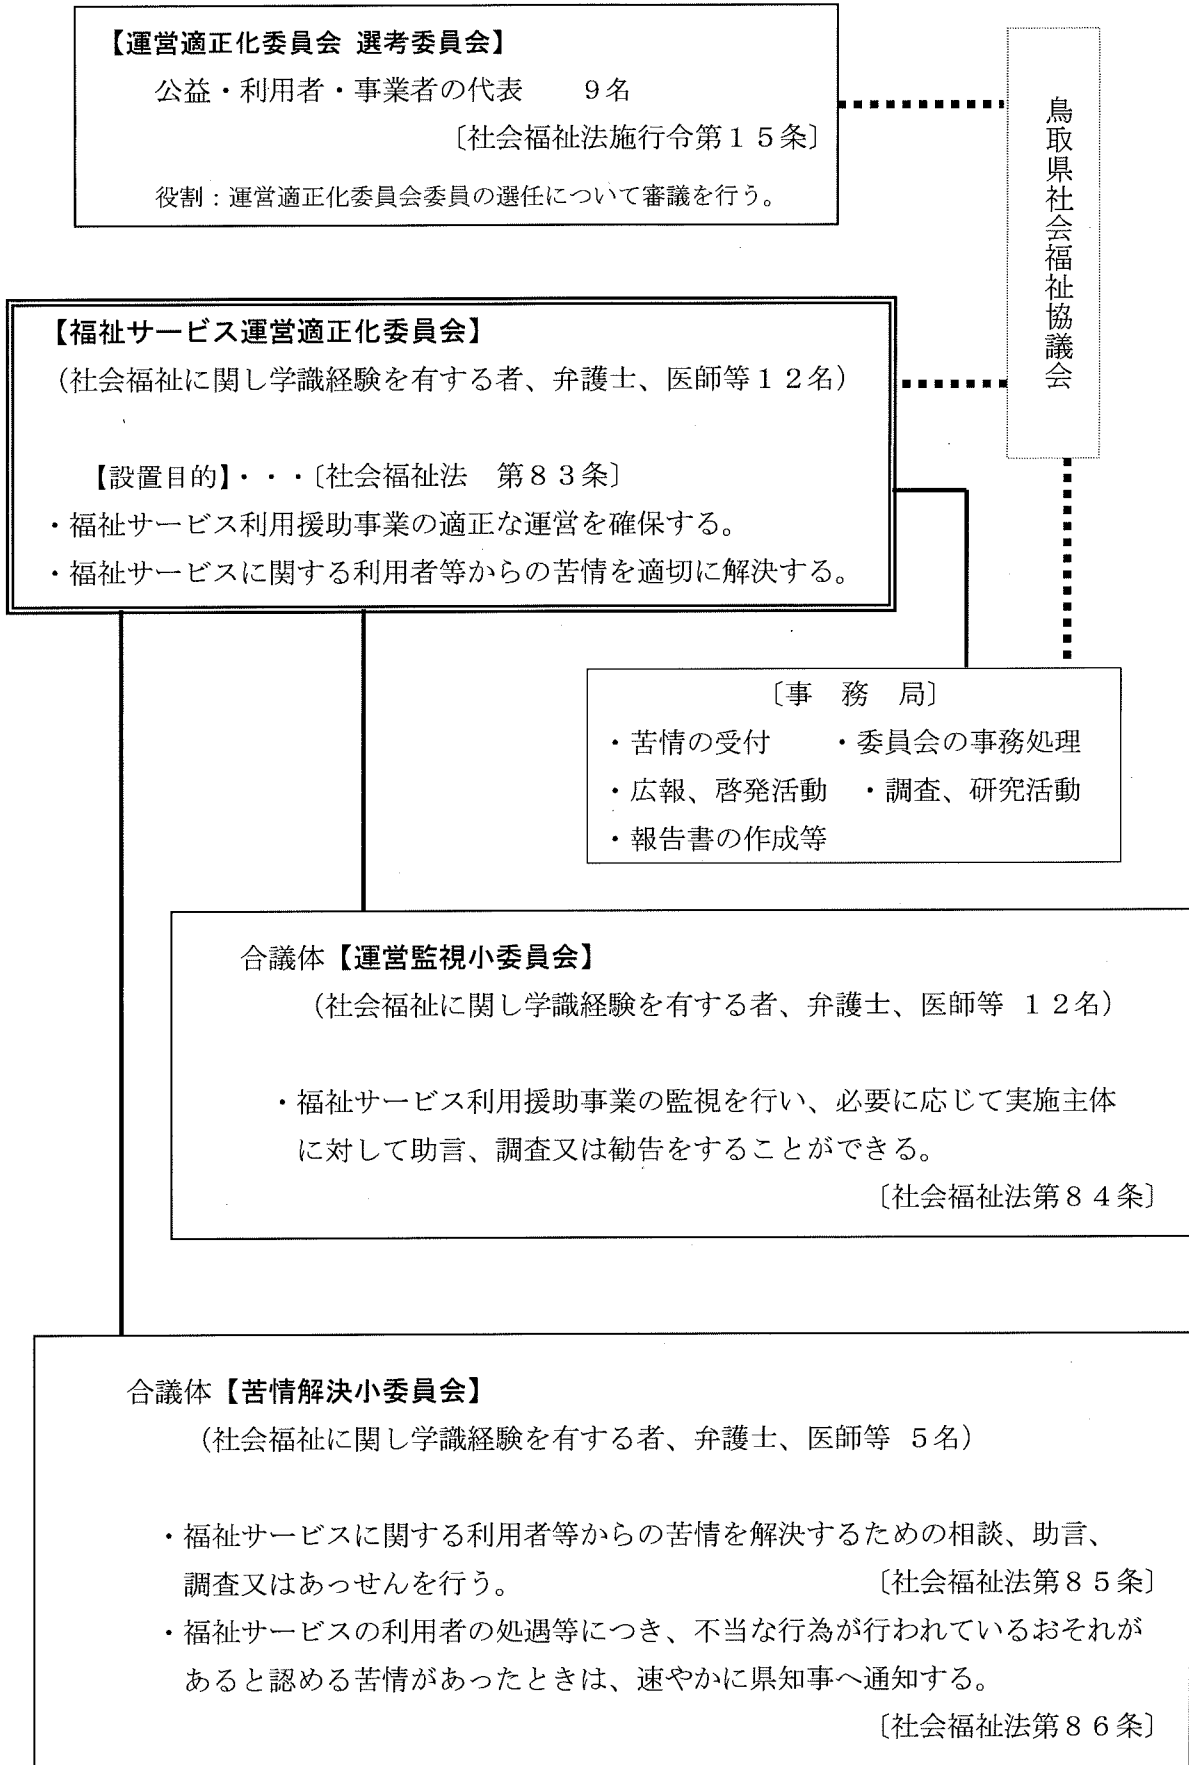 【運営適正化委員会 選考委員会】
公益・利用者・事業者の代表　　９名
〔社会福祉法施行令第１５条〕
役割：運営適正化委員会委員の選任について審議を行う。
鳥取県社会福祉協議会
【福祉サービス運営適正化委員会】
（社会福祉に関し学識経験を有する者、弁護士、医師等１２名）
【設置目的】・・・〔社会福祉法　第８３条〕
・福祉サービス利用援助事業の適正な運営を確保する。
・福祉サービスに関する利用者等からの苦情を適切に解決する。
〔事　務　局〕
・苦情の受付　　・委員会の事務処理
・広報、啓発活動　・調査、研究活動
・報告書の作成等
合議体【運営監視小委員会】
（社会福祉に関し学識経験を有する者、弁護士、医師等 １２名）
・福祉サービス利用援助事業の監視を行い、必要に応じて実施主体
に対して助言、調査又は勧告をすることができる。
〔社会福祉法第８４条〕
合議体【苦情解決小委員会】
（社会福祉に関し学識経験を有する者、弁護士、医師等 ５名）
・福祉サービスに関する利用者等からの苦情を解決するための相談、助言、
調査又はあっせんを行う。　　〔社会福祉法第８５条〕
・福祉サービスの利用者の処遇等につき、不当な行為が行われているおそれが
あると認める苦情があったときは、速やかに県知事へ通知する。
〔社会福祉法第８６条〕